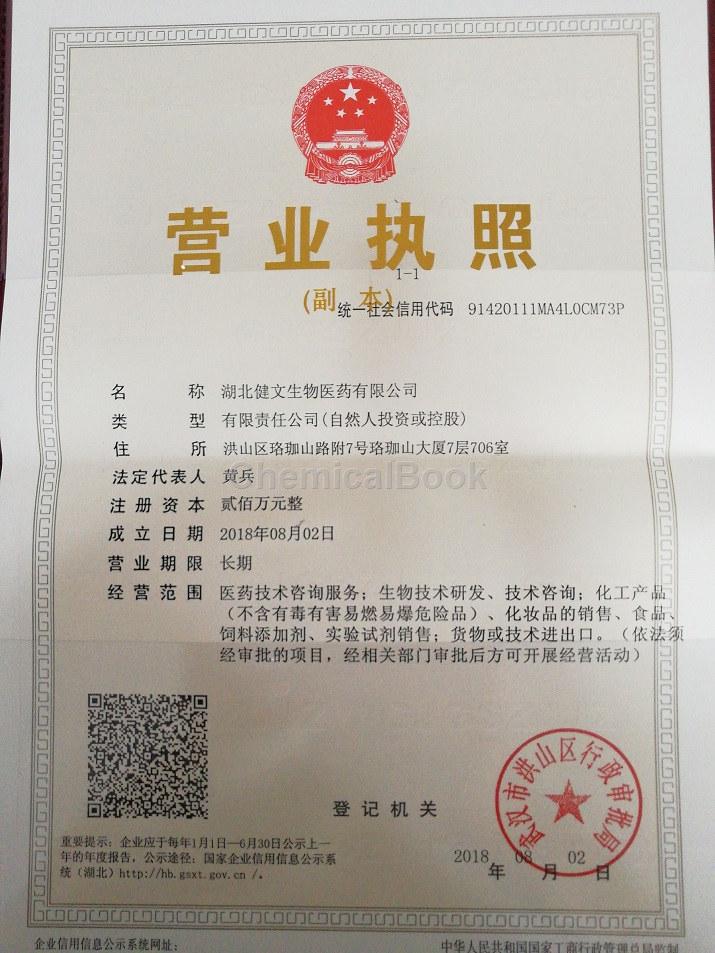 营业执照
1-1
(副 本)
统一社会信用代码 91420111MA4L0CM73P
名称 湖北健文生物医药有限公司
类型 有限责任公司(自然人投资或控股)
住所 洪山区珞珈山路附7号珞珈山大厦7层706室
ChemicalBook
法定代表人 黄兵
注册资本 贰佰万元整
成立日期 2018年08月02日
营业期限 长期
经营范围 医药技术咨询服务；生物技术研发、技术咨询；化工产品
（不含有毒有害易燃易爆危险品）、化妆品的销售、食品、
饲料添加剂、实验试剂销售；货物或技术进出口。（依法须
经审批的项目，经相关部门审批后方可开展经营活动）
登记机关
武汉市洪山区行政审批局
2018 08 02
年 月 日
重要提示：企业应于每年1月1日—6月30日公示上一
年的年度报告，公示途径：国家企业信用信息公示系
统（湖北）http://hb.gsxt.gov.cn /。
企业信用信息公示系统网址：
中华人民共和国国家工商行政管理总局监制